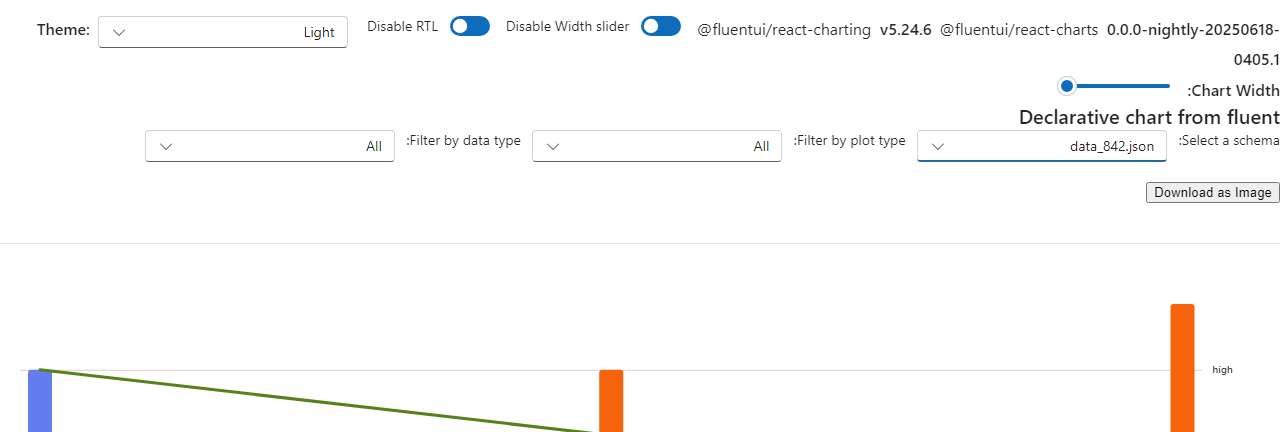 Theme: Light Disable RTL Disable Width slider @fluentui/react-charting v5.24.6 @fluentui/react-charts 0.0.0-nightly-20250618-
0405.1
:Chart Width
Declarative chart from fluent
:Select a schema data_842.json :Filter by plot type All :Filter by data type All
Download as Image
high